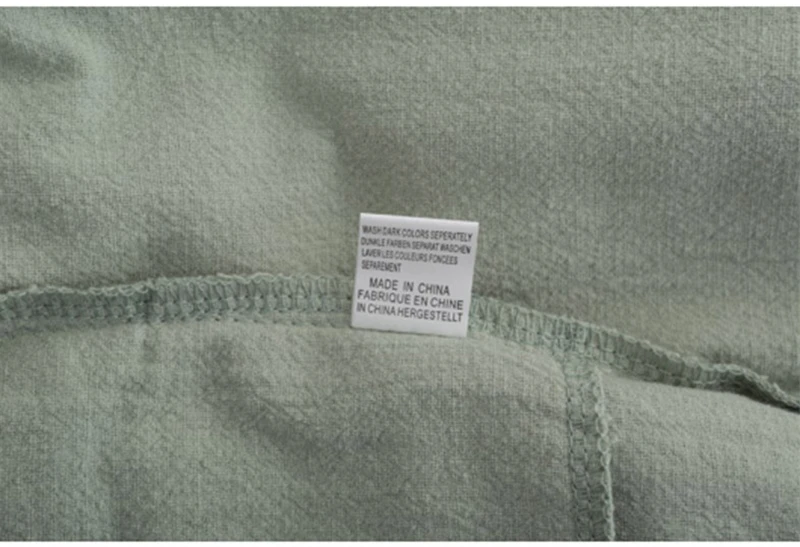 WASH DARK COLORS SEPERATELY
DUNKLE FARBEN SEPARAT WASCHEN
LAVER LES COULEURS FONCEES
SEPAREMENT
MADE IN CHINA
FABRIQUE EN CHINE
IN CHINA HERGESTELLT